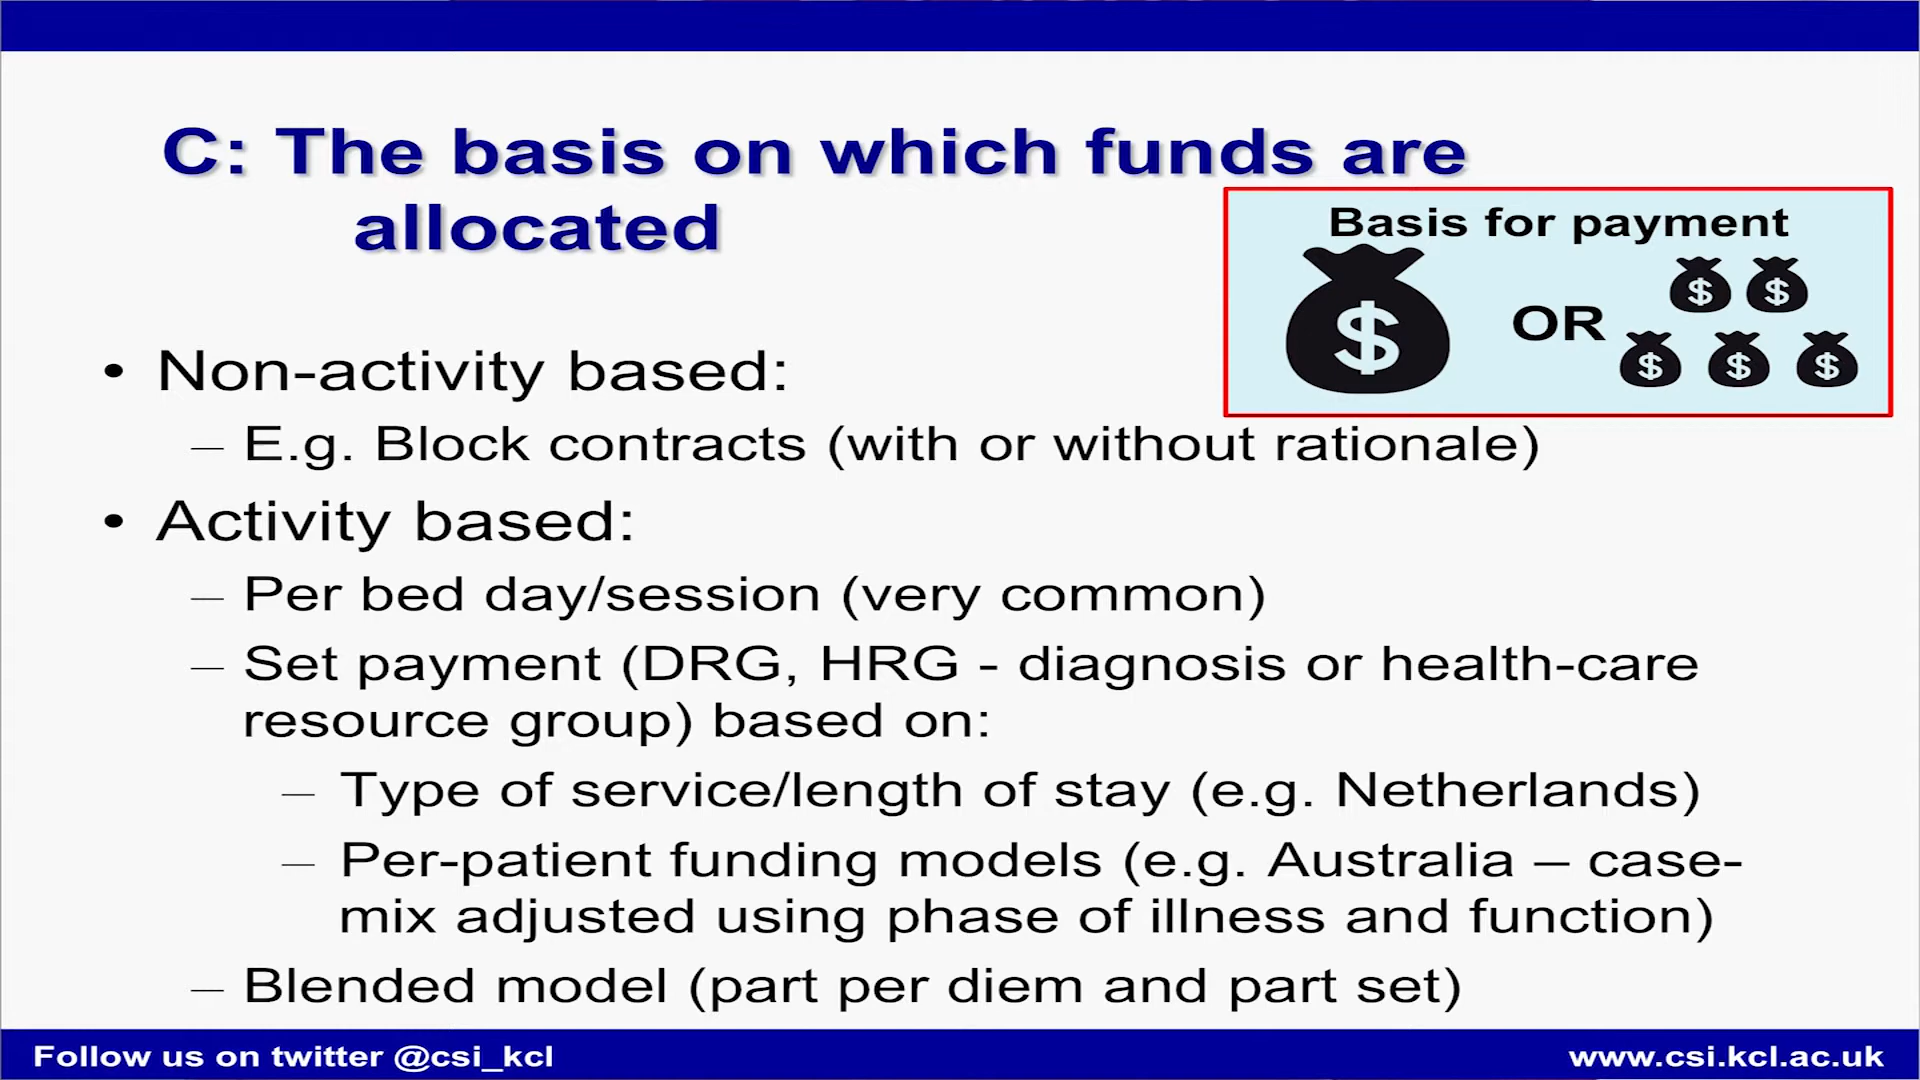 C: The basis on which funds are
allocated
Basis for payment
$
OR
$ $
$ $ $
• Non-activity based:
– E.g. Block contracts (with or without rationale)
• Activity based:
– Per bed day/session (very common)
– Set payment (DRG, HRG - diagnosis or health-care
resource group) based on:
– Type of service/length of stay (e.g. Netherlands)
– Per-patient funding models (e.g. Australia – case-
mix adjusted using phase of illness and function)
– Blended model (part per diem and part set)
Follow us on twitter @csi_kcl
www.csi.kcl.ac.uk